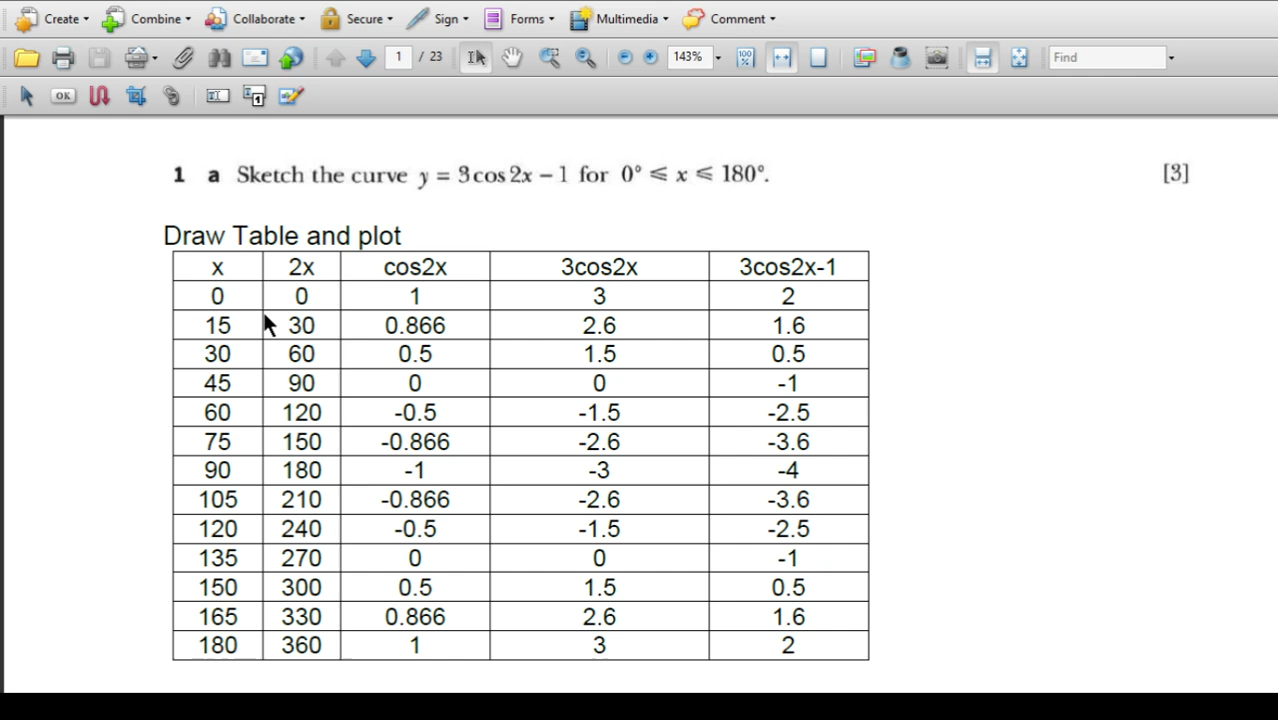 Create Combine Collaborate Secure Sign Forms Multimedia Comment
1 / 23 143% 100% Find
OK 1
1 a Sketch the curve y = 3 cos 2x − 1 for 0° ⩽ x ⩽ 180°. [3]
Draw Table and plot
x 2x cos2x 3cos2x 3cos2x-1
0 0 1 3 2
15 30 0.866 2.6 1.6
30 60 0.5 1.5 0.5
45 90 0 0 -1
60 120 -0.5 -1.5 -2.5
75 150 -0.866 -2.6 -3.6
90 180 -1 -3 -4
105 210 -0.866 -2.6 -3.6
120 240 -0.5 -1.5 -2.5
135 270 0 0 -1
150 300 0.5 1.5 0.5
165 330 0.866 2.6 1.6
180 360 1 3 2